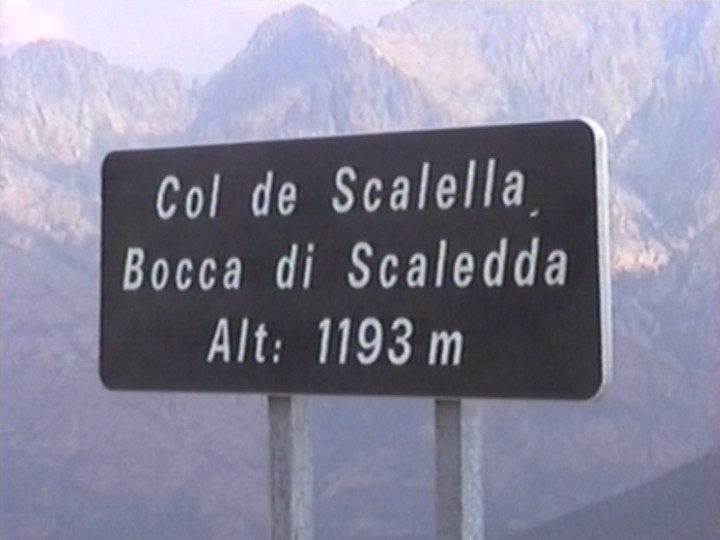 Col de Scalella
Bocca di Scaledda
Alt: 1193 m